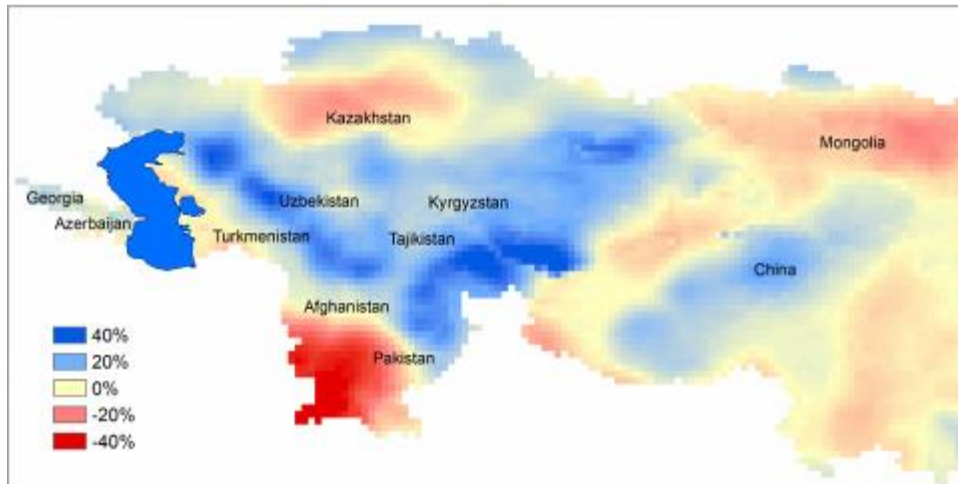 Kazakhstan
Mongolia
Georgia
Uzbekistan
Kyrgyzstan
Azerbaijan
Turkmenistan
Tajikistan
China
Afghanistan
Pakistan
40%
20%
0%
-20%
-40%